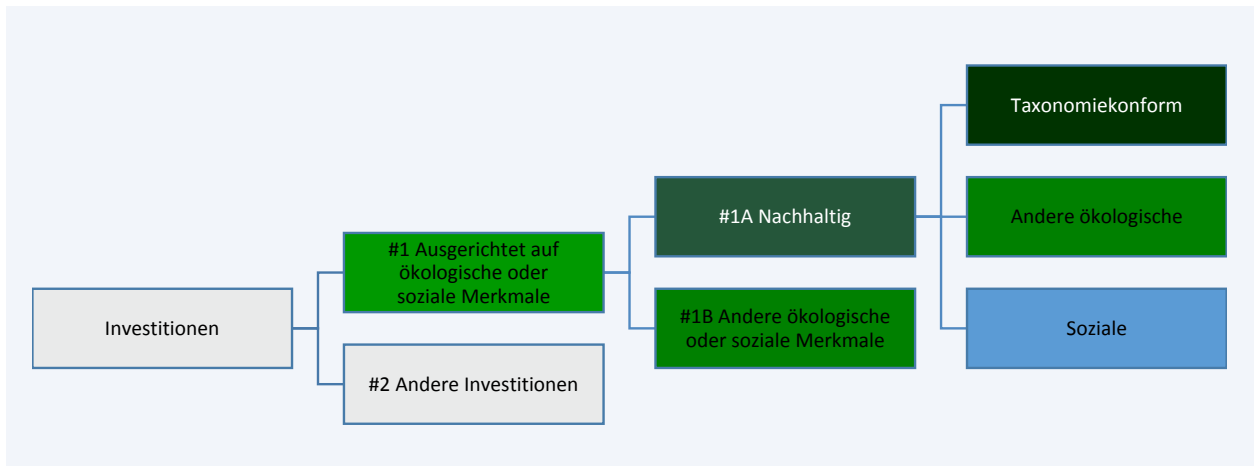 Investitionen
#1 Ausgerichtet auf
ökologische oder
soziale Merkmale
#2 Andere Investitionen
#1A Nachhaltig
#1B Andere ökologische
oder soziale Merkmale
Taxonomiekonform
Andere ökologische
Soziale